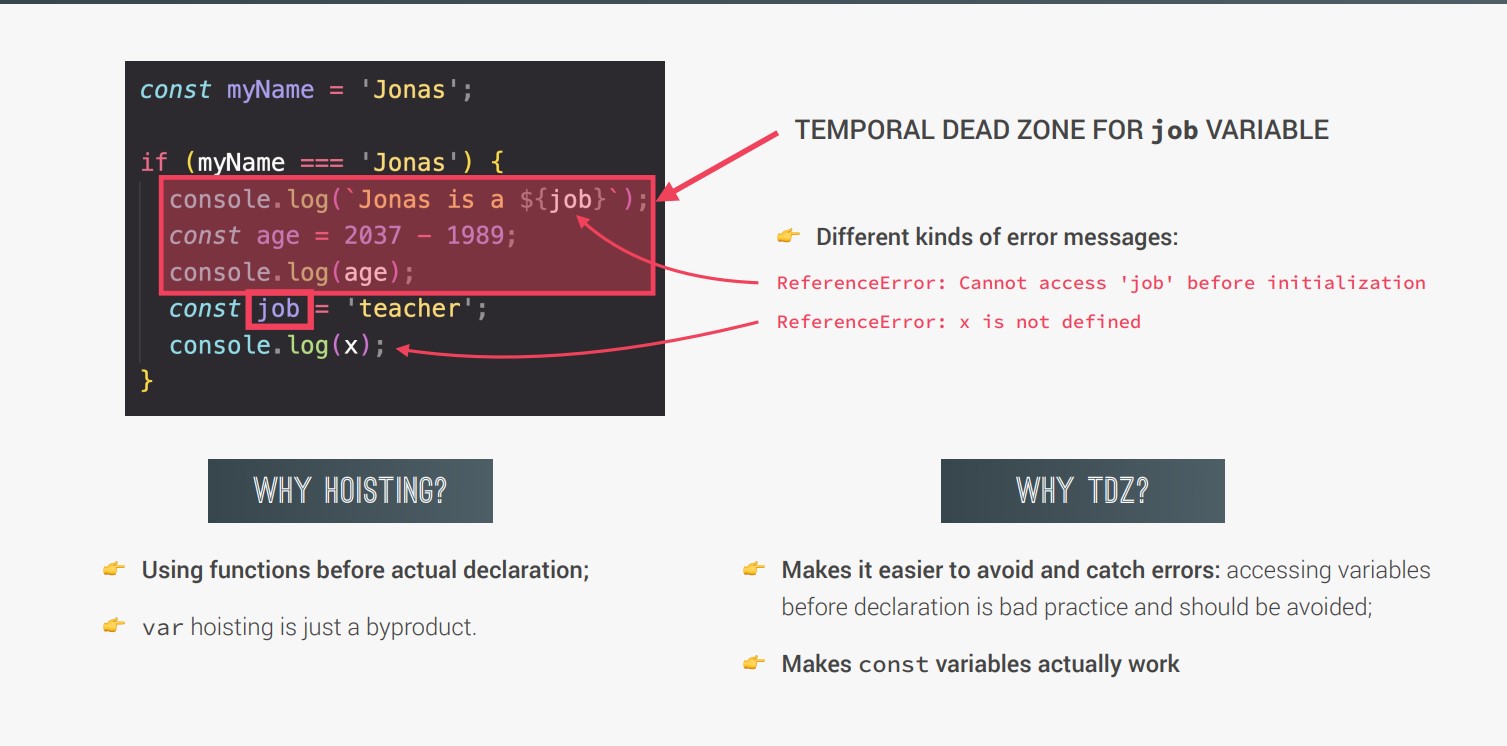 const myName = 'Jonas';
if (myName === 'Jonas') {
console.log(`Jonas is a ${job}`);
const age = 2037 - 1989;
console.log(age);
const job = 'teacher';
console.log(x);
}
TEMPORAL DEAD ZONE FOR job VARIABLE
👉 Different kinds of error messages:
ReferenceError: Cannot access 'job' before initialization
ReferenceError: x is not defined
WHY HOISTING?
👉 Using functions before actual declaration;
👉 var hoisting is just a byproduct.
WHY TDZ?
👉 Makes it easier to avoid and catch errors: accessing variables
before declaration is bad practice and should be avoided;
👉 Makes const variables actually work